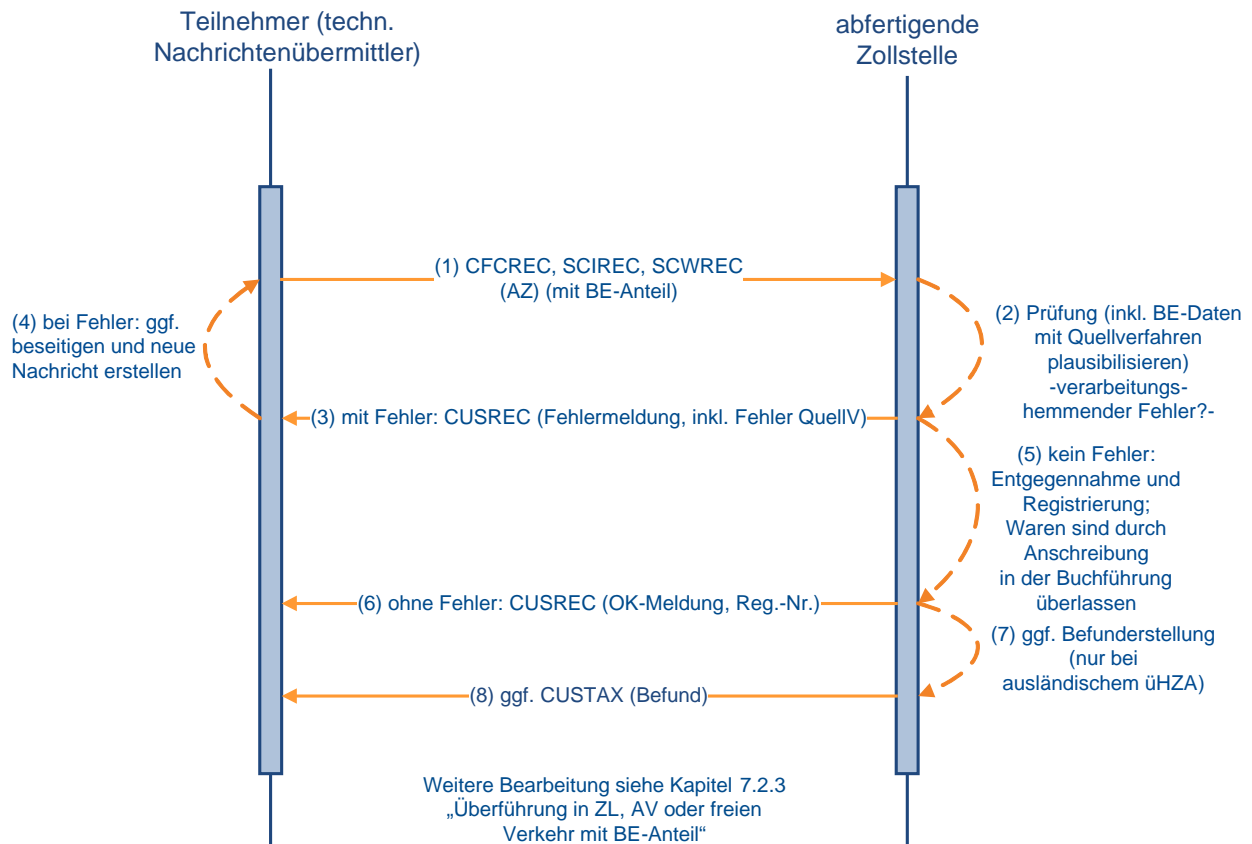 Teilnehmer (techn.
Nachrichtenübermittler)
abfertigende
Zollstelle
(1) CFCREC, SCIREC, SCWREC
(AZ) (mit BE-Anteil)
(2) Prüfung (inkl. BE-Daten
mit Quellverfahren
plausibilisieren)
-verarbeitungs-
hemmender Fehler?-
(4) bei Fehler: ggf.
beseitigen und neue
Nachricht erstellen
(3) mit Fehler: CUSREC (Fehlermeldung, inkl. Fehler QuellV)
(5) kein Fehler:
Entgegennahme und
Registrierung;
Waren sind durch
Anschreibung
in der Buchführung
überlassen
(6) ohne Fehler: CUSREC (OK-Meldung, Reg.-Nr.)
(7) ggf. Befunderstellung
(nur bei
ausländischem üHZA)
(8) ggf. CUSTAX (Befund)
Weitere Bearbeitung siehe Kapitel 7.2.3
„Überführung in ZL, AV oder freien
Verkehr mit BE-Anteil“